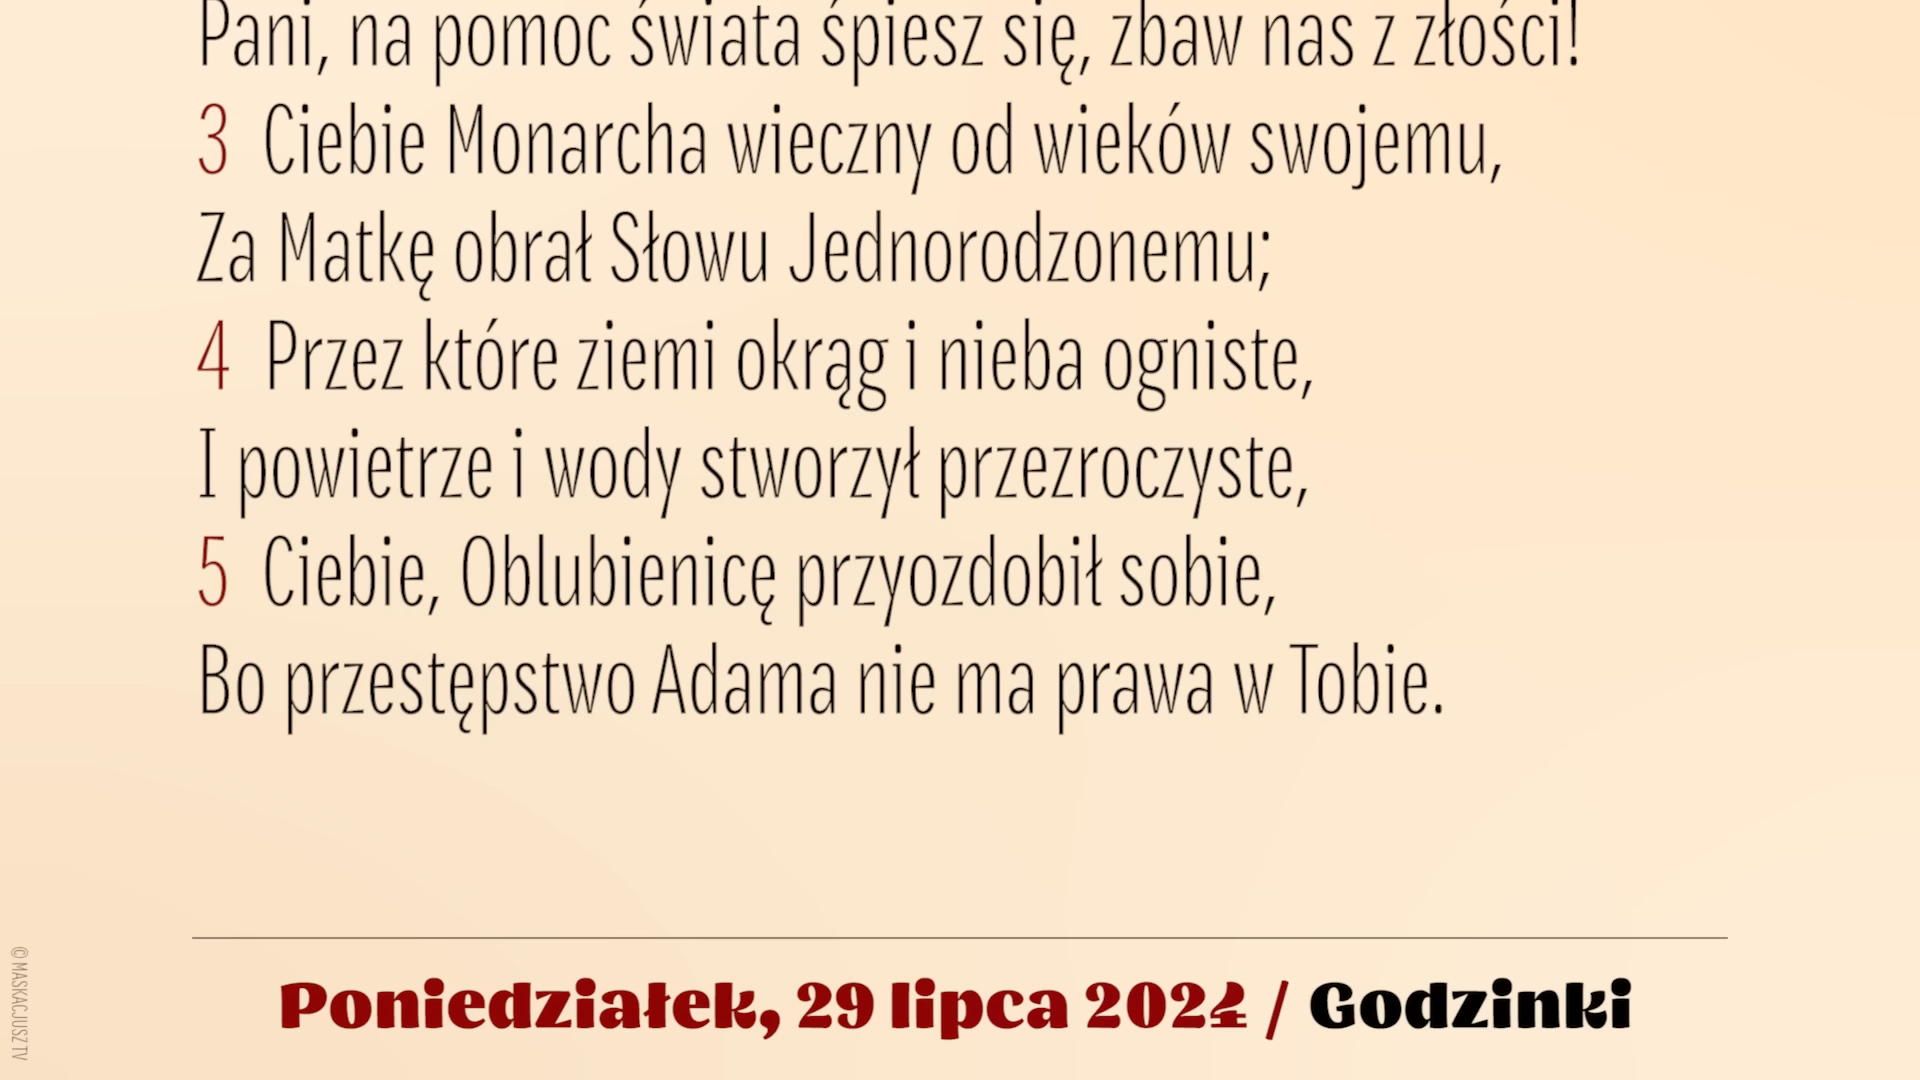 Pani, na pomoc świata śpiesz się, zbaw nas z złości!
3 Ciebie Monarcha wieczny od wieków swojemu,
Za Matkę obrał Słowu Jednorodzonemu;
4 Przez które ziemi okrąg i nieba ogniste,
I powietrze i wody stworzył przezroczyste,
5 Ciebie, Oblubienicę przyozdobił sobie,
Bo przestępstwo Adama nie ma prawa w Tobie.
Poniedziałek, 29 lipca 2024 / Godzinki
© MASKACJUSZ TV